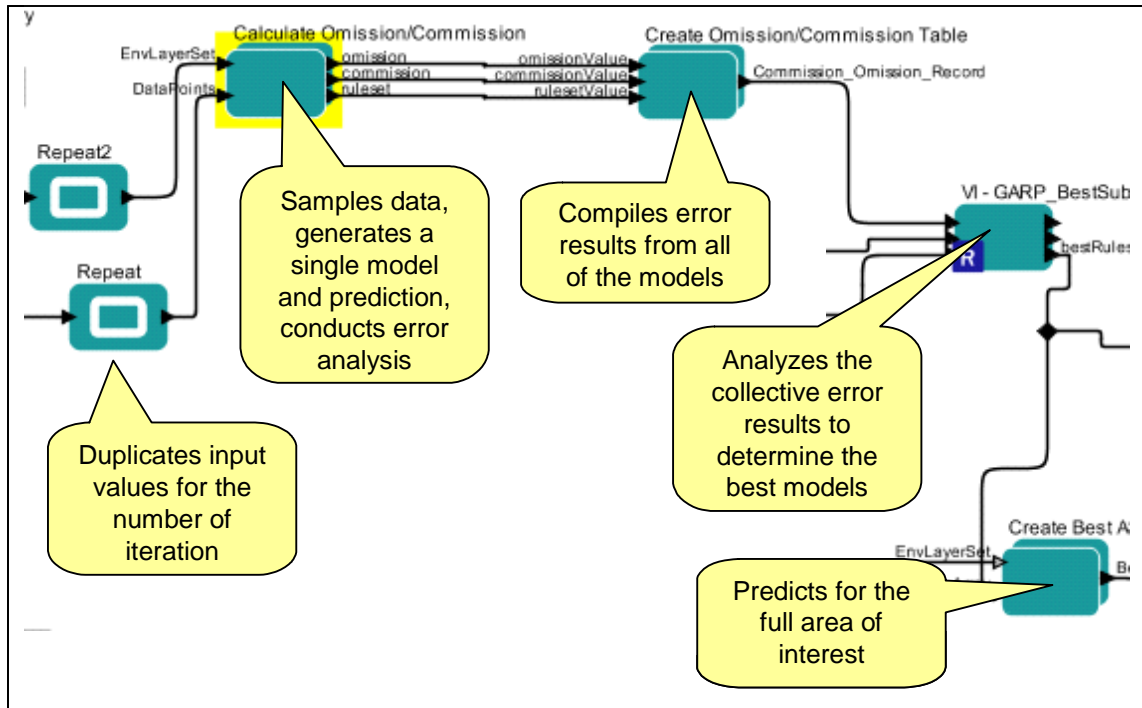 y
Calculate Omission/Commission
EnvLayerSet
DataPoints
omission
commission
ruleset
omissionValue
commissionValue
rulesetValue
Create Omission/Commission Table
Commission_Omission_Record
Repeat2
Repeat
VI - GARP_BestSub
bestRules
R
Samples data,
generates a
single model
and prediction,
conducts error
analysis
Compiles error
results from all
of the models
Analyzes the
collective error
results to
determine the
best models
Duplicates input
values for the
number of
iteration
Create Best A
EnvLayerSet
Be
Predicts for the
full area of
interest